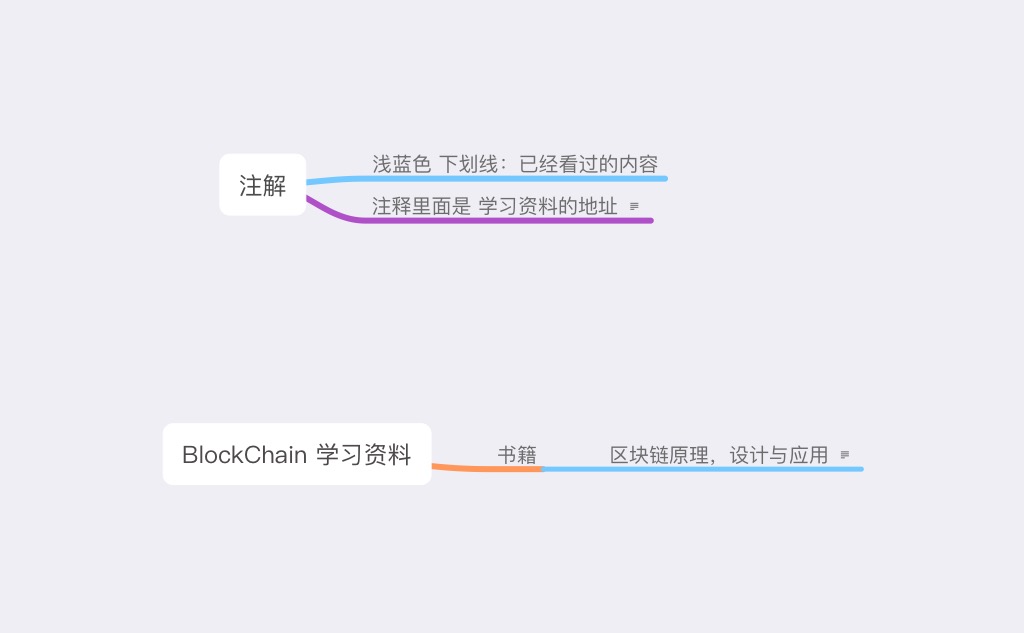 注解
浅蓝色 下划线：已经看过的内容
注释里面是 学习资料的地址
BlockChain 学习资料
书籍
区块链原理，设计与应用